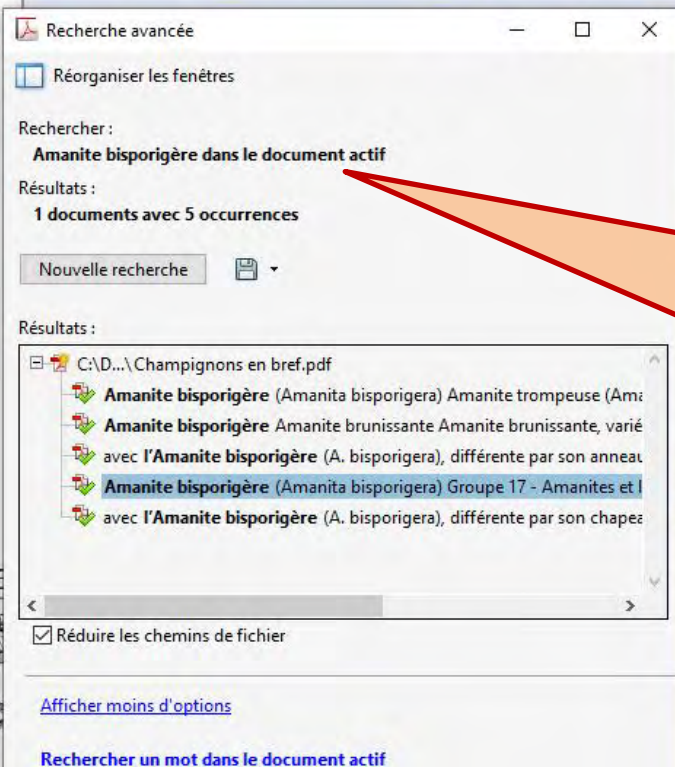 Recherche avancée
Réorganiser les fenêtres
Rechercher :
Amanite bisporigère dans le document actif
Résultats :
1 documents avec 5 occurrences
Nouvelle recherche
Résultats :
C:\D...\Champignons en bref.pdf
Amanite bisporigère (Amanita bisporigera) Amanite trompeuse (Ama
Amanite bisporigère Amanite brunissante Amanite brunissante, varié
avec l'Amanite bisporigère (A. bisporigera), différente par son anneau
Amanite bisporigère (Amanita bisporigera) Groupe 17 - Amanites et l
avec l'Amanite bisporigère (A. bisporigera), différente par son chapea
Réduire les chemins de fichier
Afficher moins d'options
Rechercher un mot dans le document actif